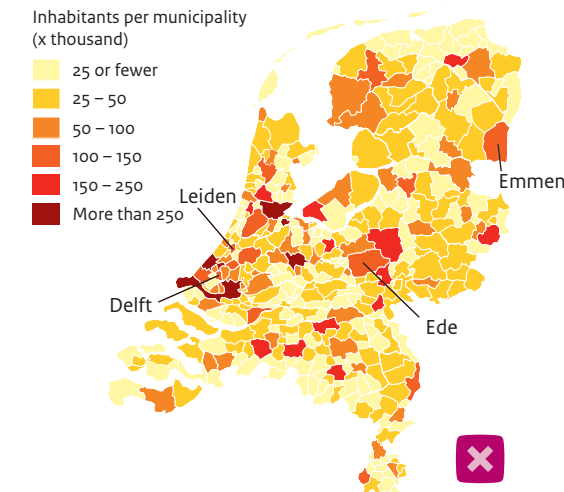 Inhabitants per municipality
(x thousand)
25 or fewer
25 – 50
50 – 100
100 – 150
150 – 250
More than 250
Leiden
Emmen
Delft
Ede